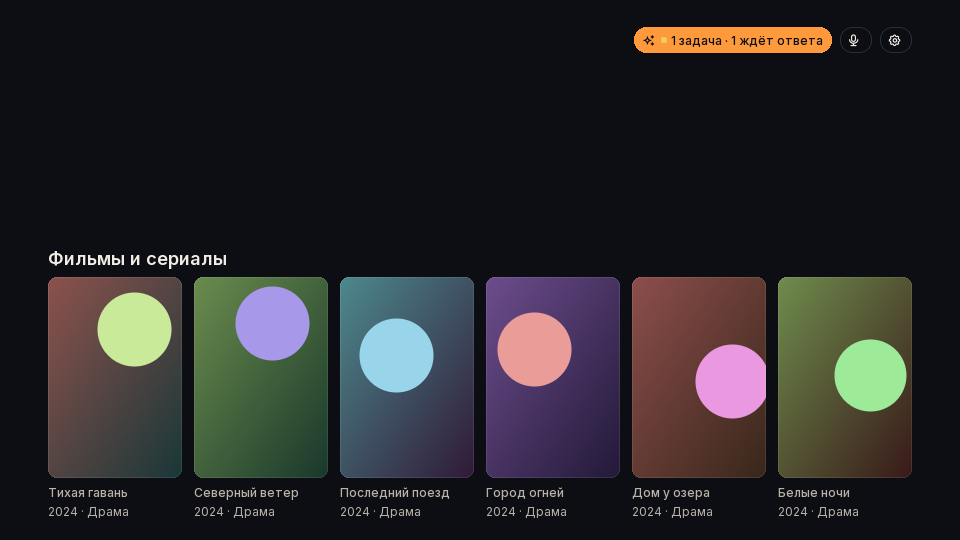 1 задача · 1 ждёт ответа
Фильмы и сериалы
Тихая гавань
2024 · Драма
Северный ветер
2024 · Драма
Последний поезд
2024 · Драма
Город огней
2024 · Драма
Дом у озера
2024 · Драма
Белые ночи
2024 · Драма